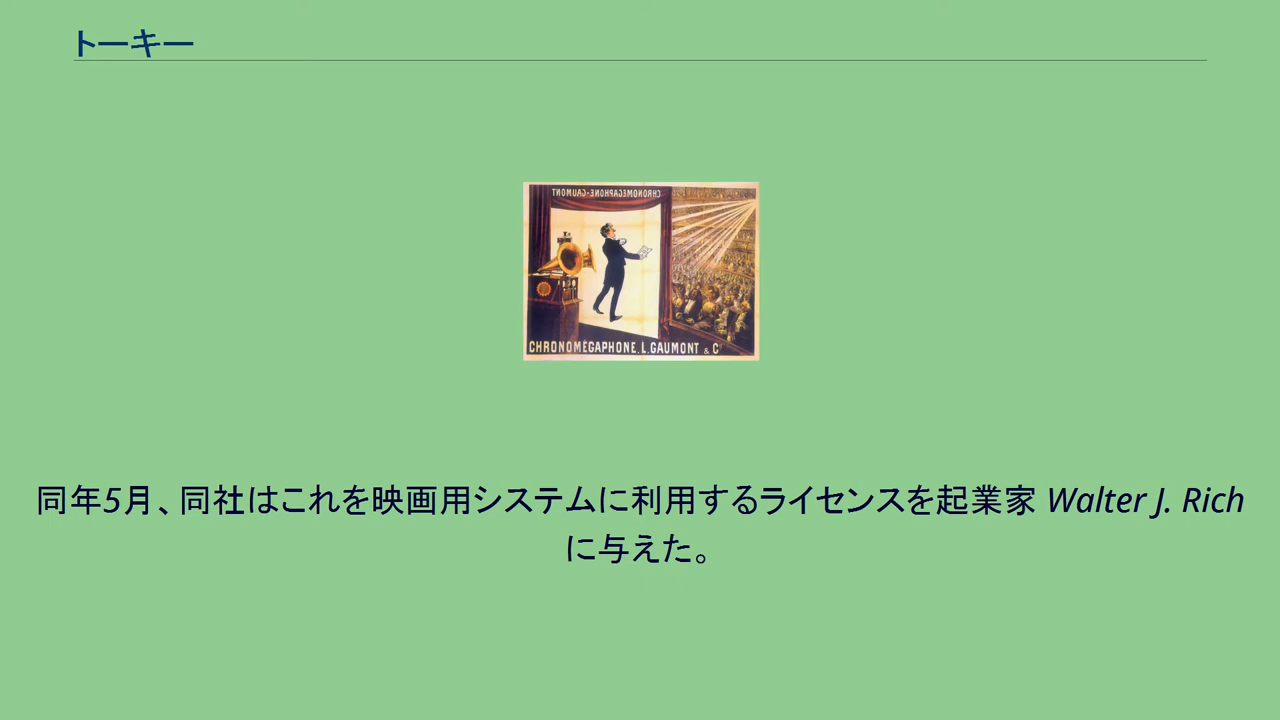 トーキー
CHRONOMEGAPHONE-GAUMONT
CHRONOMÉGAPHONE. L. GAUMONT & C
同年5月、同社はこれを映画用システムに利用するライセンスを起業家 Walter J. Rich
に与えた。